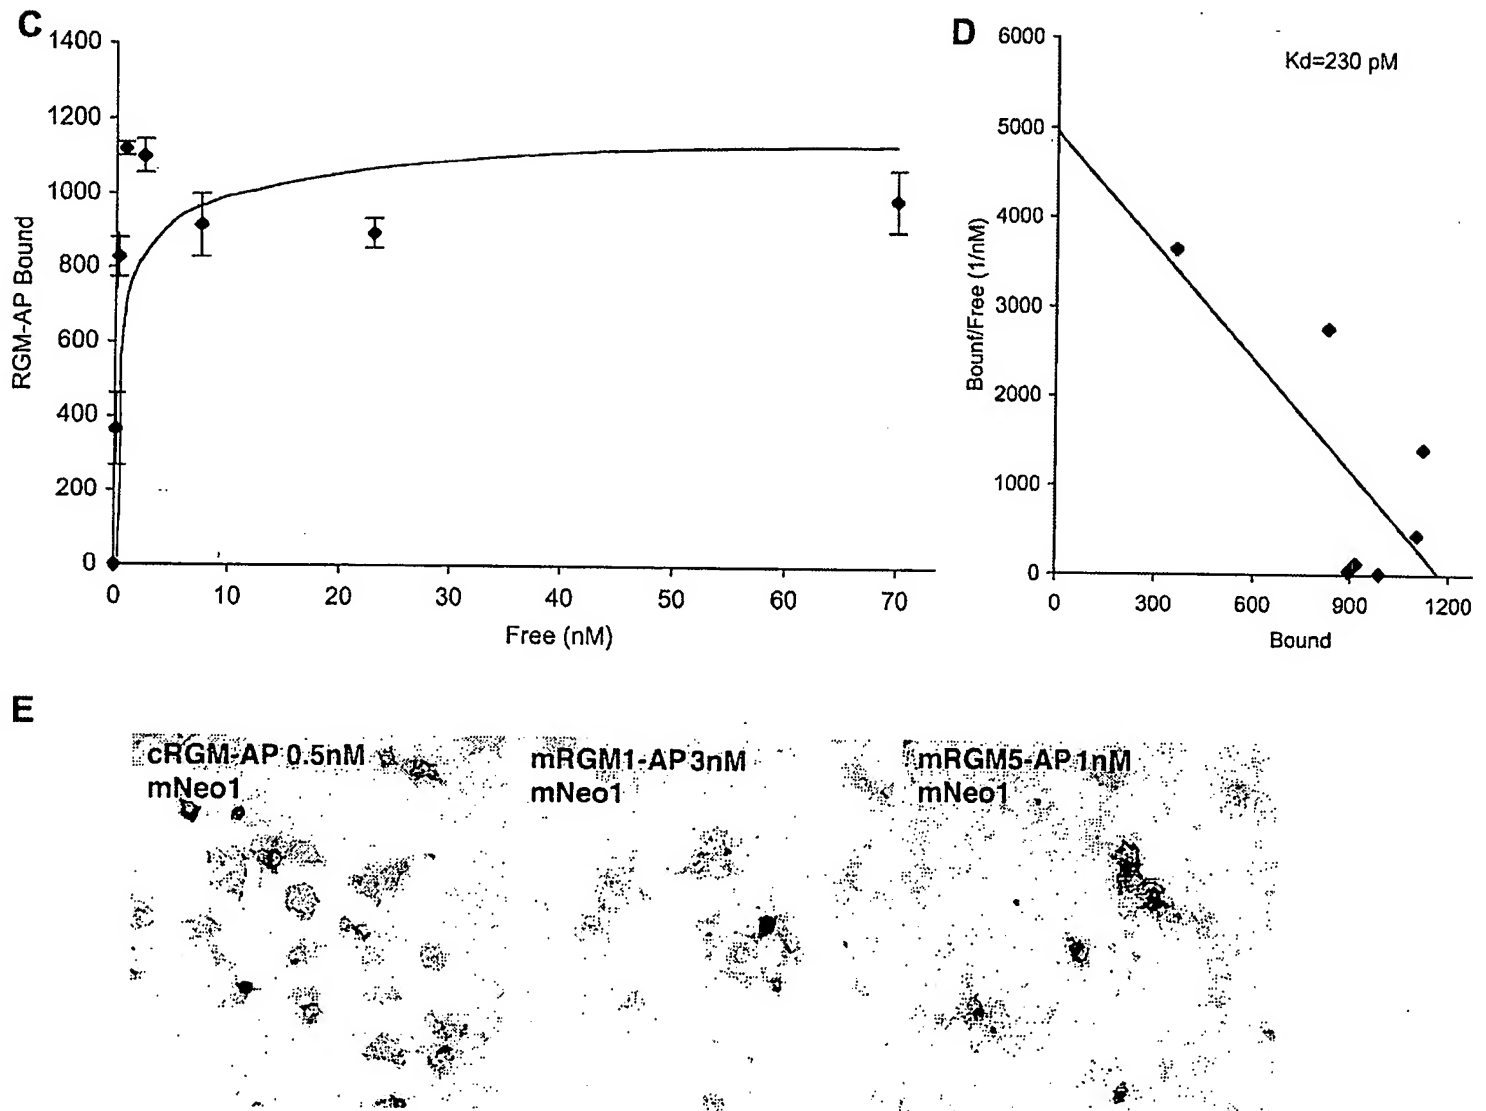 C
1400
1200
1000
800
600
400
200
0
0 10 20 30 40 50 60 70
RGM-AP Bound
Free (nM)
D
Kd=230 pM
6000
5000
4000
3000
2000
1000
0
0 300 600 900 1200
Bounf/Free (1/nM)
Bound
E
cRGM-AP 0.5nM
mNeo1
mRGM1-AP 3nM
mNeo1
mRGM5-AP 1nM
mNeo1